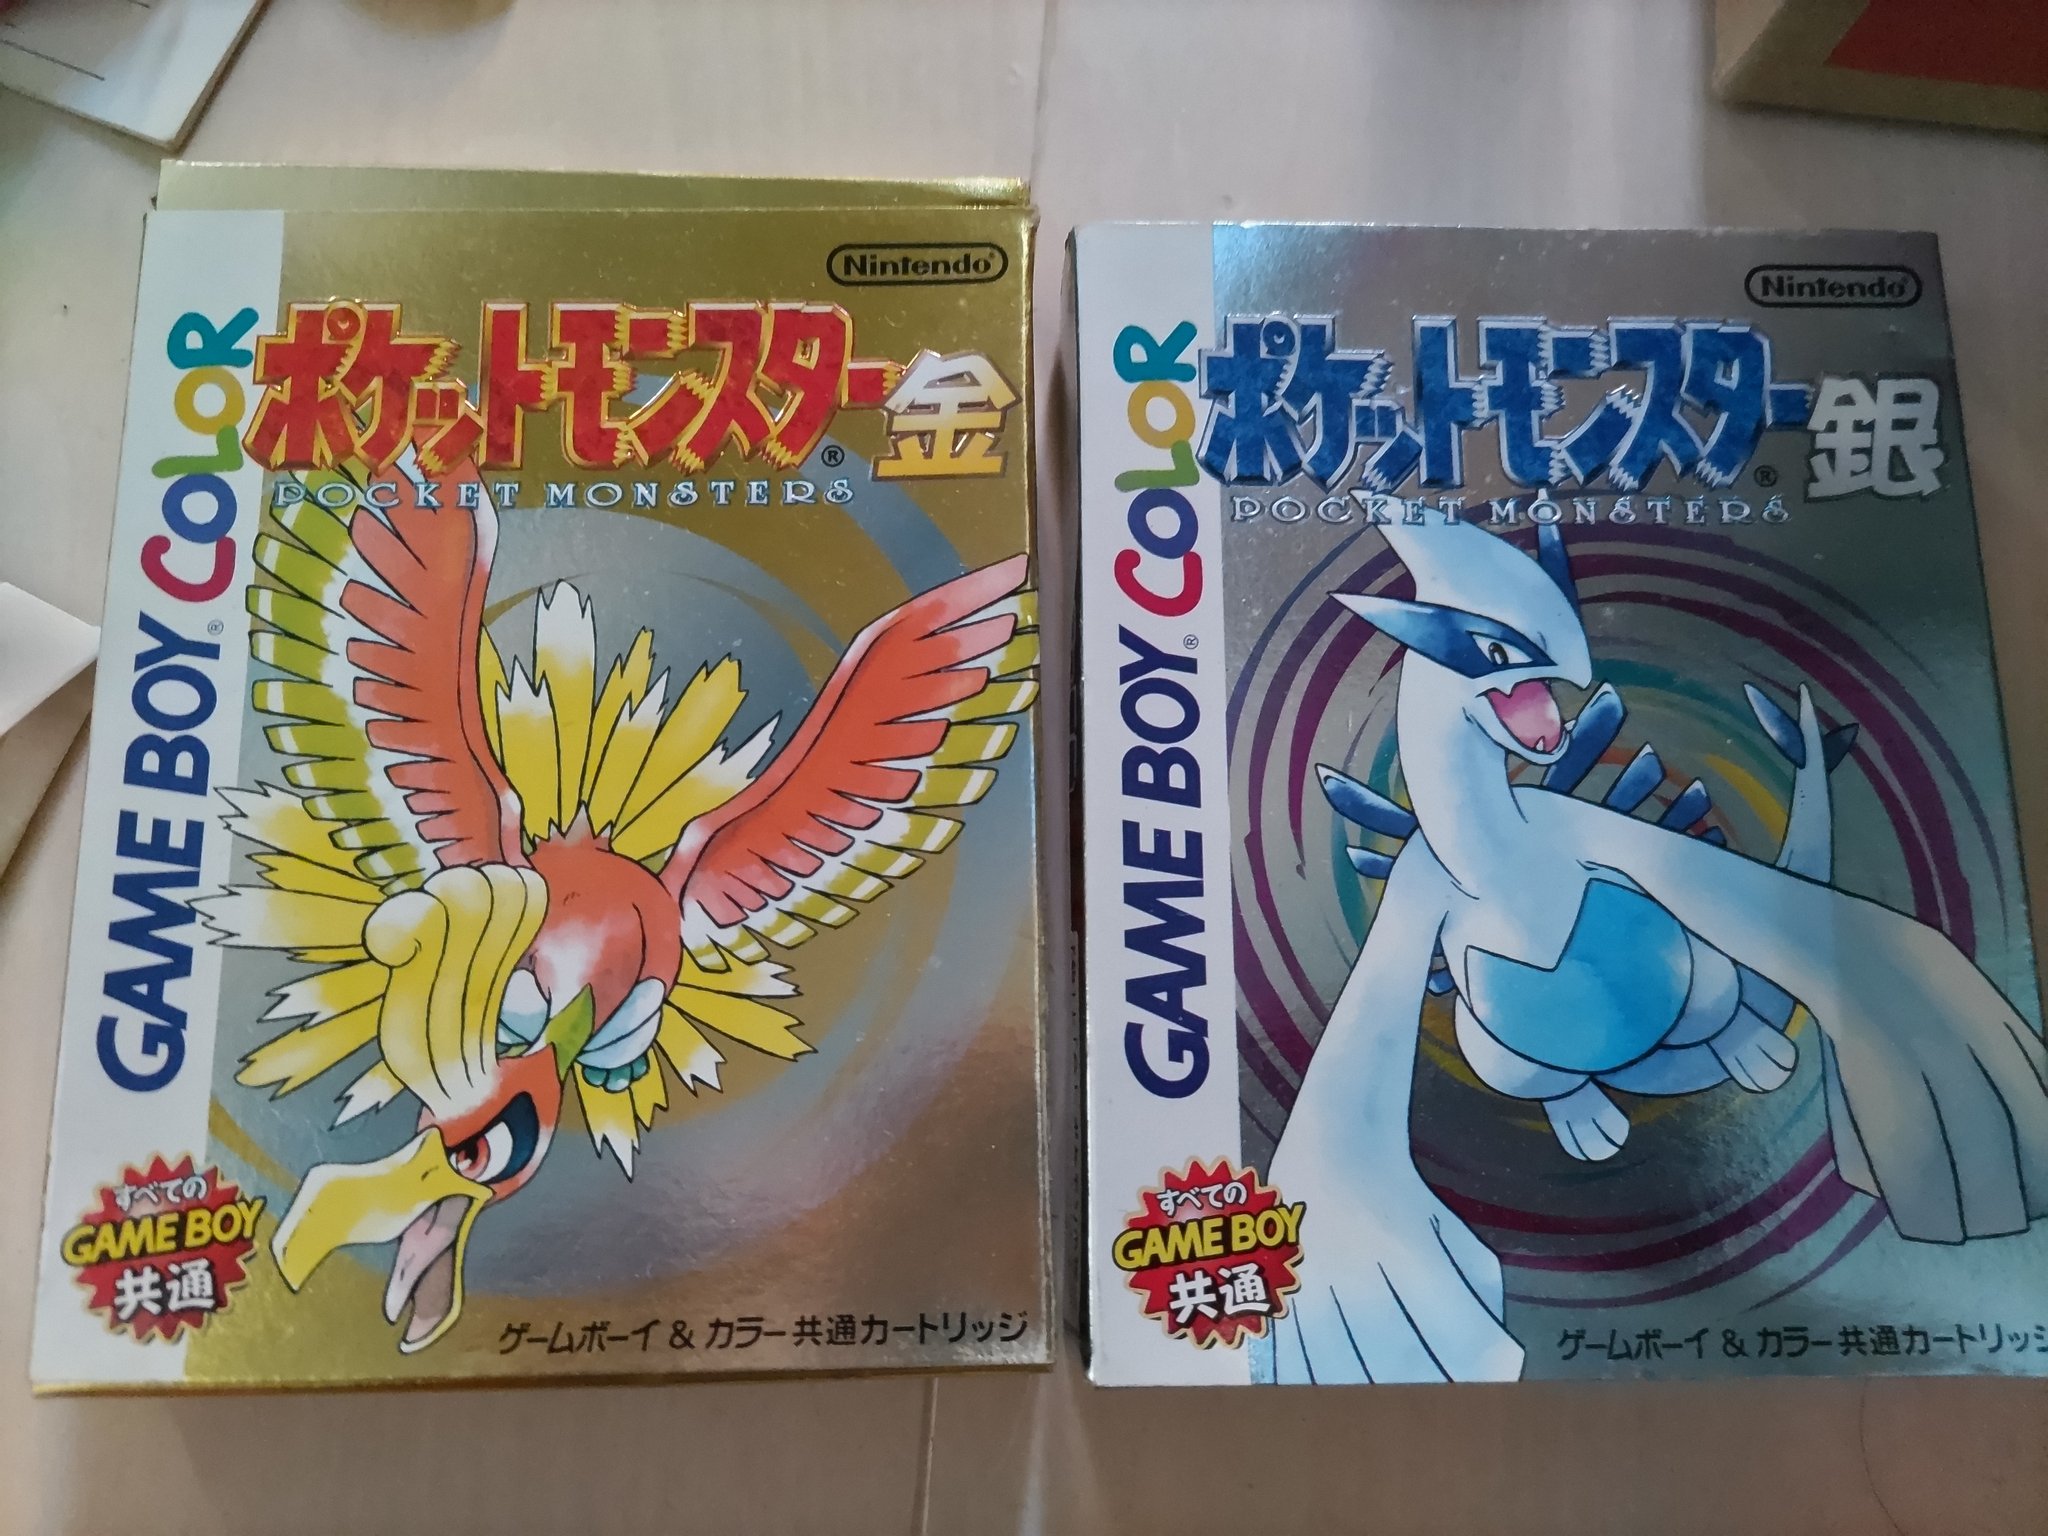 Nintendo®
ポケットモンスター®金
POCKET MONSTERS
GAME BOY® COLOR
すべての
GAME BOY
共通
ゲームボーイ & カラー共通カートリッジ
Nintendo®
ポケットモンスター®銀
POCKET MONSTERS
GAME BOY® COLOR
すべての
GAME BOY
共通
ゲームボーイ & カラー共通カートリッジ